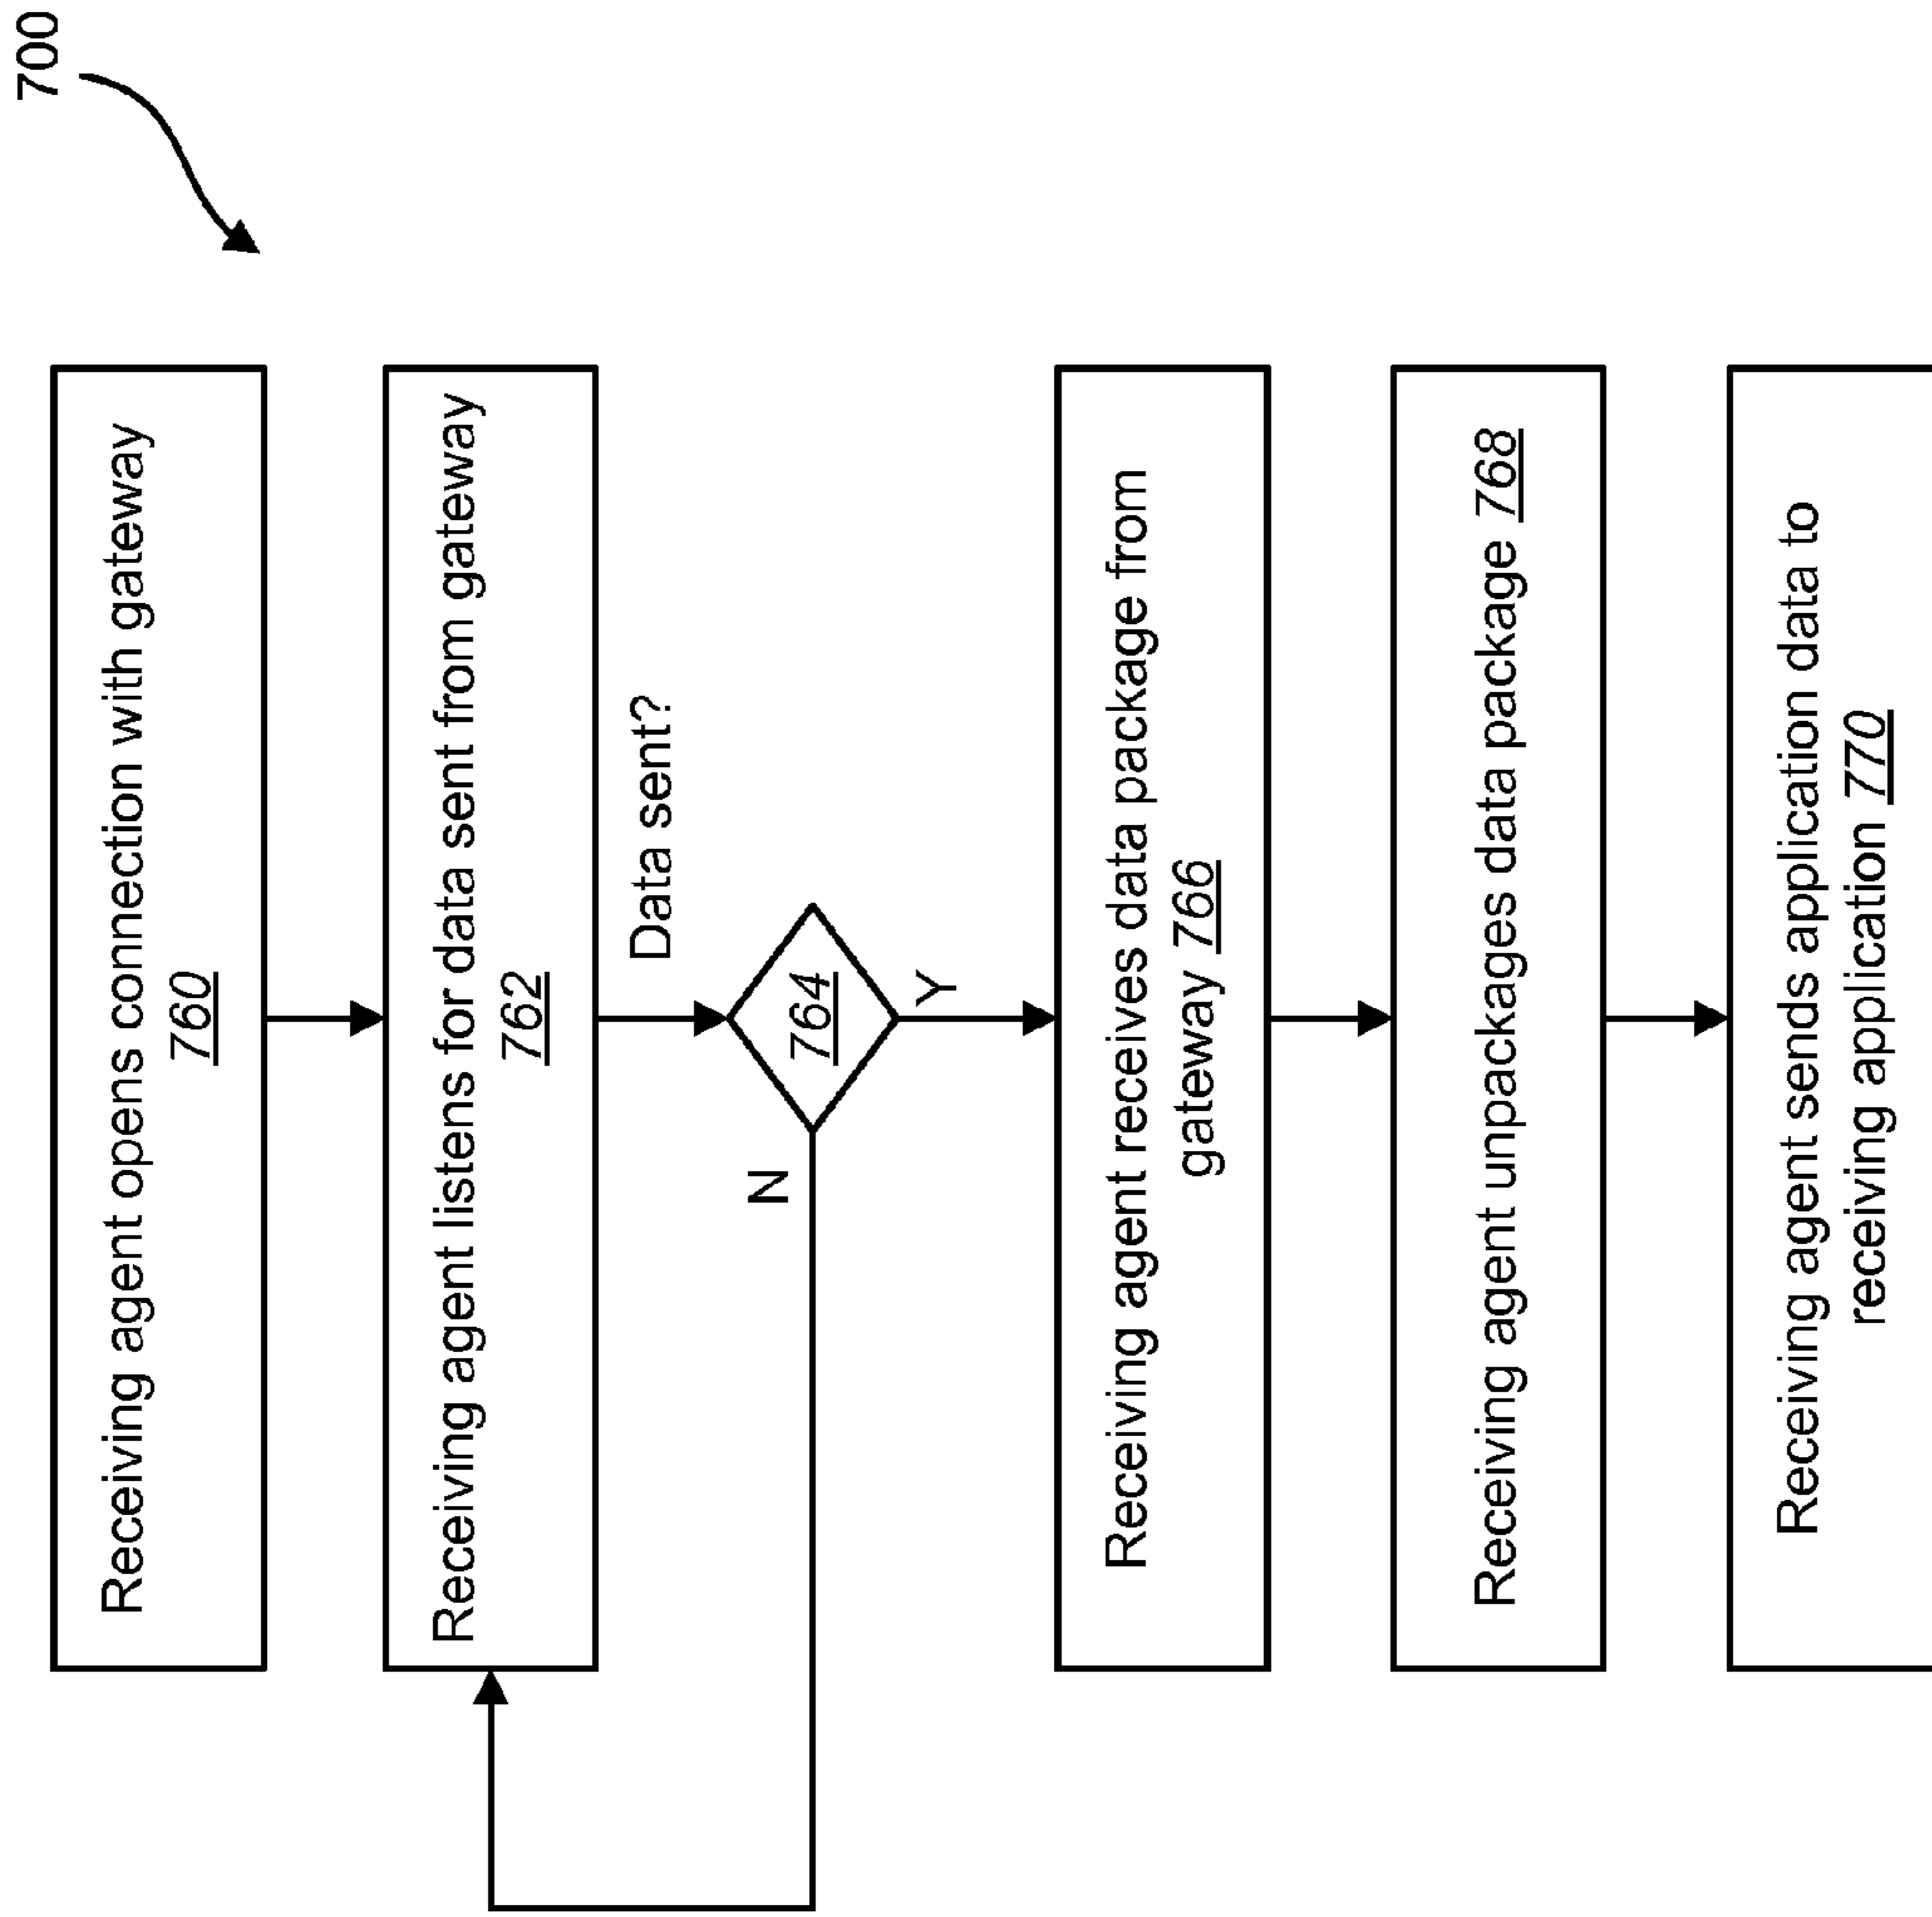 700
Receiving agent opens connection with gateway
760
Receiving agent listens for data sent from gateway
762
Data sent?
764
N
Y
Receiving agent receives data package from
gateway 766
Receiving agent unpackages data package 768
Receiving agent sends application data to
receiving application 770